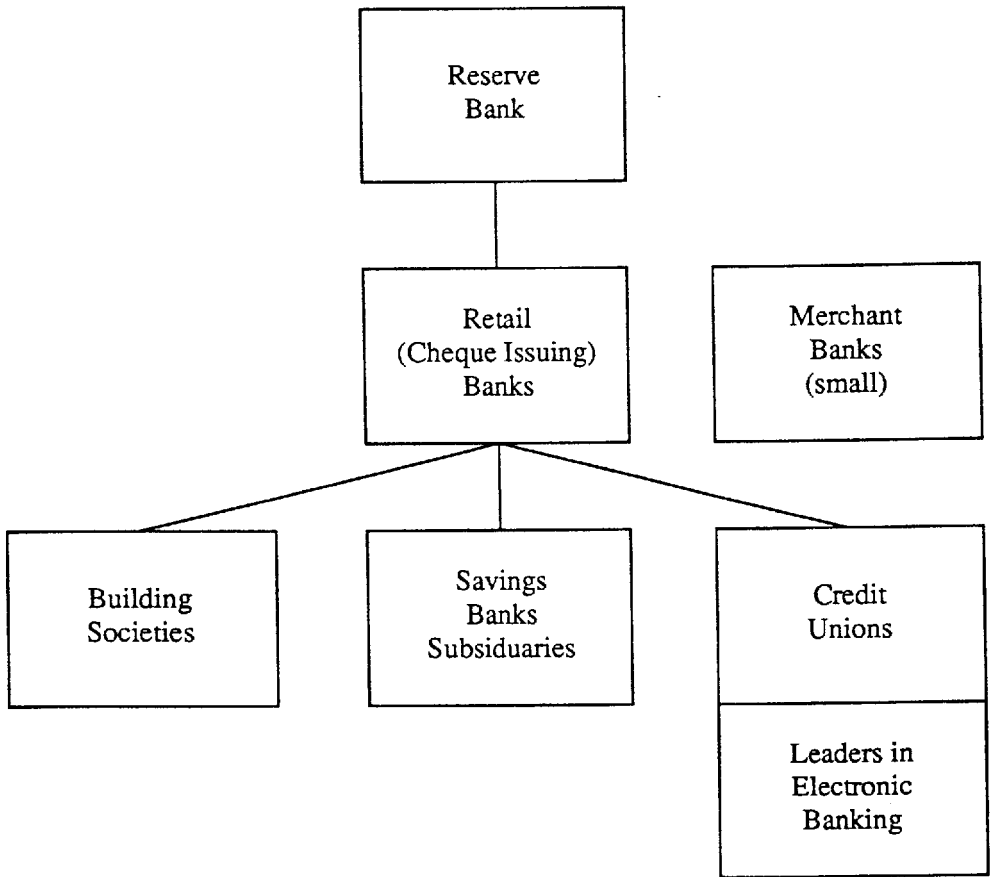 Reserve
Bank
Retail
(Cheque Issuing)
Banks
Merchant
Banks
(small)
Building
Societies
Savings
Banks
Subsiduaries
Credit
Unions
Leaders in
Electronic
Banking